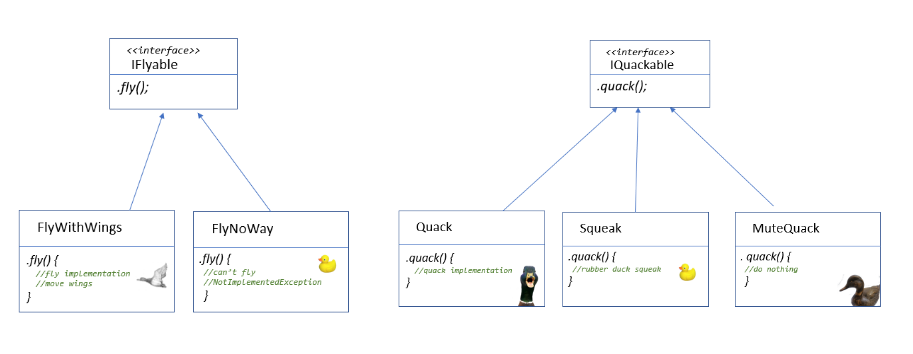 <<interface>>
IFlyable
.fly();
<<interface>>
IQuackable
.quack();
FlyWithWings
.fly() {
//fly implementation
//move wings
}
FlyNoWay
.fly() {
//can't fly
//NotImplementedException
}
Quack
.quack() {
//quack implementation
}
Squeak
.quack() {
//rubber duck squeak
}
MuteQuack
. quack() {
//do nothing
}